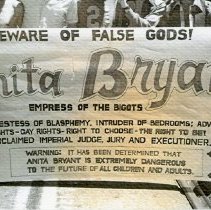 EWARE OF FALSE GODS!
nita Bryan
EMPRESS OF THE BIGOTS
ESTESS OF BLASPHEMY, INTRUDER OF BEDROOMS; ADV
GHTS - GAY RIGHTS - RIGHT TO CHOOSE - THE RIGHT TO
CLAIMED IMPERIAL JUDGE, JURY AND EXECUTIONER.
WARNING: IT HAS BEEN DETERMINED THAT
ANITA BRYANT IS EXTREMELY DANGEROUS
TO THE FUTURE OF ALL CHILDREN AND ADULTS.